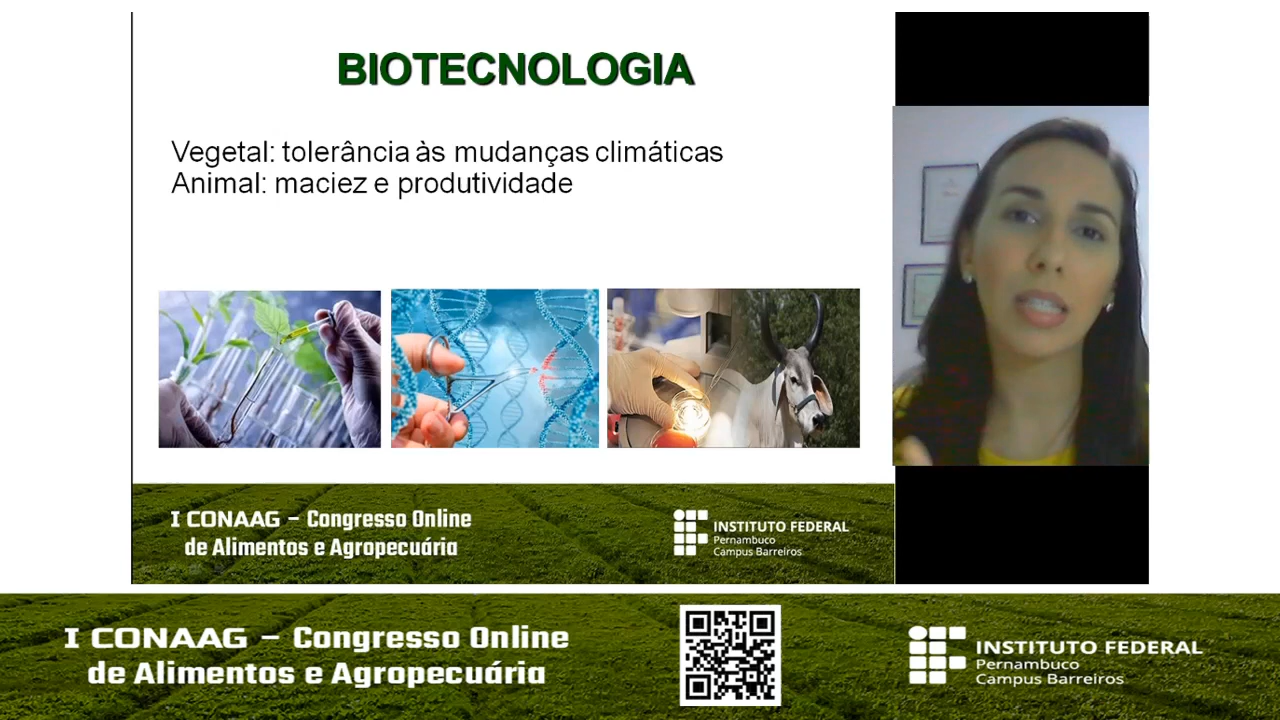 BIOTECNOLOGIA
Vegetal: tolerância às mudanças climáticas
Animal: maciez e produtividade
I CONAAG – Congresso Online
de Alimentos e Agropecuária
INSTITUTO FEDERAL
Pernambuco
Campus Barreiros
I CONAAG – Congresso Online
de Alimentos e Agropecuária
INSTITUTO FEDERAL
Pernambuco
Campus Barreiros